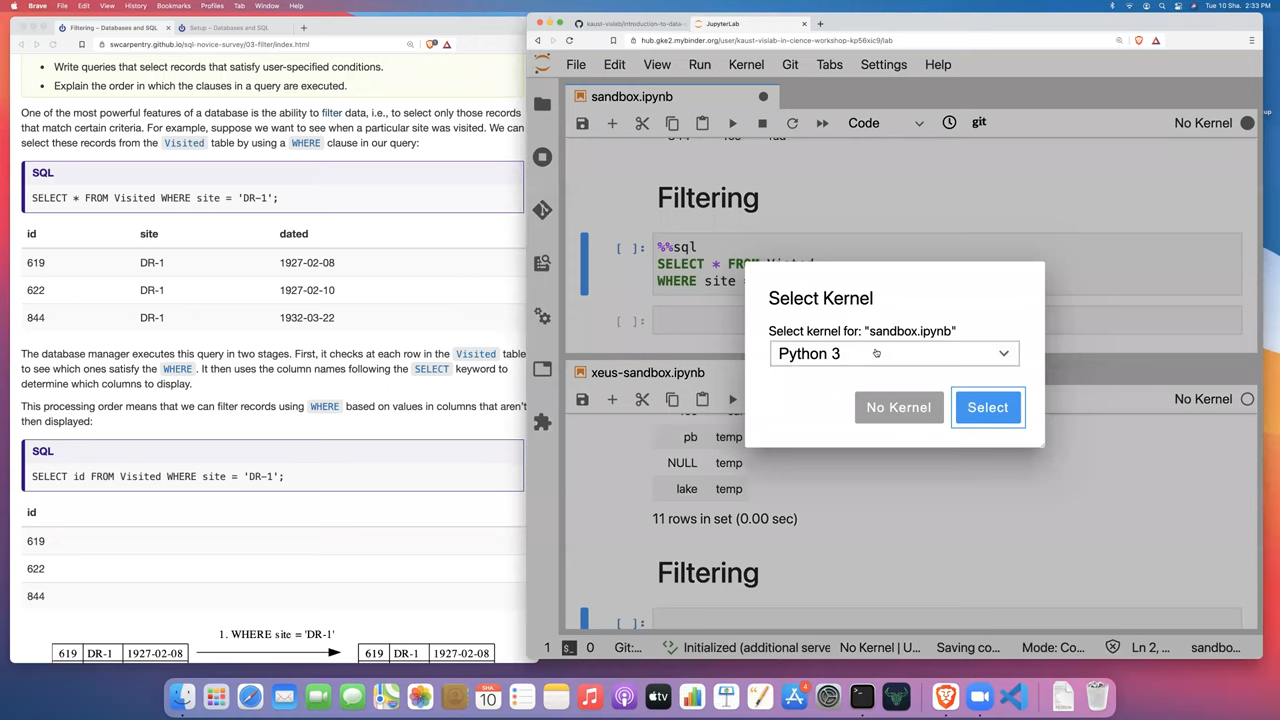 Brave File Edit View History Bookmarks Profiles Tab Window Help
Tue 10 Sha. 2:33 PM
Filtering – Databases and SQL
Setup – Databases and SQL
swcarpentry.github.io/sql-novice-survey/03-filter/index.html
Write queries that select records that satisfy user-specified conditions.
Explain the order in which the clauses in a query are executed.
One of the most powerful features of a database is the ability to filter data, i.e., to select only those records
that match certain criteria. For example, suppose we want to see when a particular site was visited. We can
select these records from the Visited table by using a WHERE clause in our query:
SQL
SELECT * FROM Visited WHERE site = 'DR-1';
id site dated
619 DR-1 1927-02-08
622 DR-1 1927-02-10
844 DR-1 1932-03-22
The database manager executes this query in two stages. First, it checks at each row in the Visited table
to see which ones satisfy the WHERE. It then uses the column names following the SELECT keyword to
determine which columns to display.
This processing order means that we can filter records using WHERE based on values in columns that aren't
then displayed:
SQL
SELECT id FROM Visited WHERE site = 'DR-1';
id
619
622
844
1. WHERE site = 'DR-1'
619 DR-1 1927-02-08
619 DR-1 1927-02-08
kaust-vislab/introduction-to-data-
JupyterLab
hub.gke2.mybinder.org/user/kaust-vislab-in-cience-workshop-kp56xic9/lab
File Edit View Run Kernel Git Tabs Settings Help
sandbox.ipynb
Code
git
No Kernel
Filtering
[ ]: %%sql
SELECT * FROM Visited
WHERE site =
[ ]:
Select Kernel
Select kernel for: "sandbox.ipynb"
Python 3
No Kernel
Select
xeus-sandbox.ipynb
No Kernel
pb temp
NULL temp
lake temp
11 rows in set (0.00 sec)
Filtering
[ ]:
1 0 Git:... Initialized (additional serve No Kernel | U... Saving co... Mode: Co... Ln 2, ... sandbo...
SHA
10
4